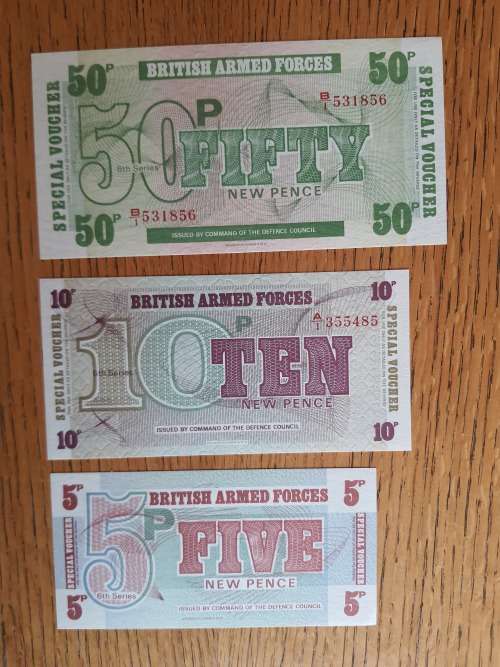 50P
BRITISH ARMED FORCES
50P
B/1 531856
SPECIAL VOUCHER
50P
FIFTY
6th Series
NEW PENCE
B/1 531856
SPECIAL VOUCHER
50P
ISSUED BY COMMAND OF THE DEFENCE COUNCIL
50P
10P
BRITISH ARMED FORCES
10P
A/1 355485
SPECIAL VOUCHER
10P
TEN
6th Series
NEW PENCE
SPECIAL VOUCHER
10P
ISSUED BY COMMAND OF THE DEFENCE COUNCIL
10P
5P
BRITISH ARMED FORCES
5P
SPECIAL VOUCHER
5P
FIVE
6th Series
NEW PENCE
SPECIAL VOUCHER
5P
ISSUED BY COMMAND OF THE DEFENCE COUNCIL
5P